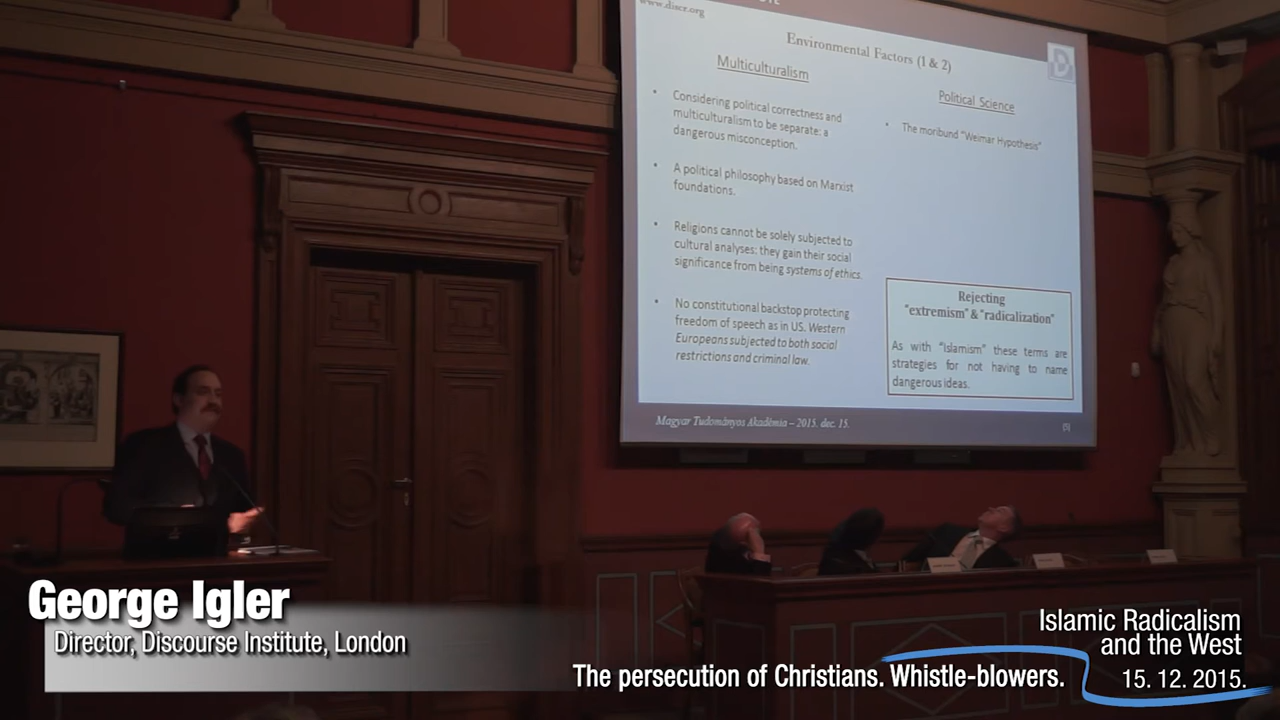 www.discr.org
Environmental Factors (1 & 2)
Multiculturalism
• Considering political correctness and
multiculturalism to be separate: a
dangerous misconception.
• A political philosophy based on Marxist
foundations.
• Religions cannot be solely subjected to
cultural analyses: they gain their social
significance from being systems of ethics.
• No constitutional backstop protecting
freedom of speech as in US. Western
Europeans subjected to both social
restrictions and criminal law.
Political Science
• The moribund "Weimar Hypothesis"
Rejecting
"extremism" & "radicalization"
As with "Islamism" these terms are
strategies for not having to name
dangerous ideas.
Magyar Tudományos Akadémia – 2015. dec. 15.
[5]
George Igler
Director, Discourse Institute, London
Islamic Radicalism
and the West
The persecution of Christians. Whistle-blowers.
15. 12. 2015.